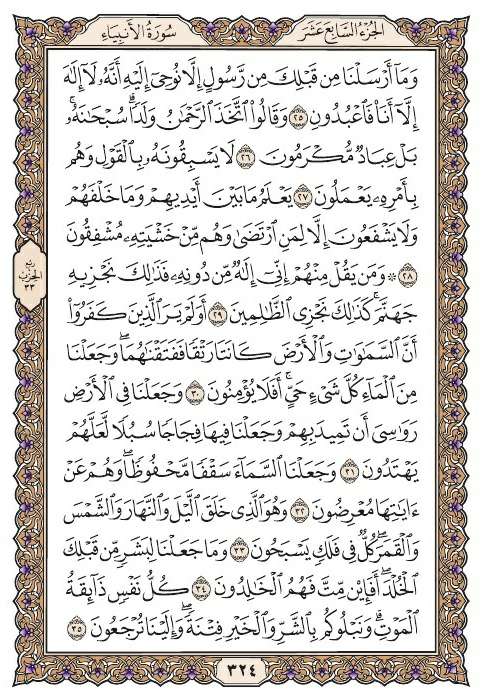 الجزء السابع عشر
سورة الأنبياء
وَمَآ أَرْسَلْنَا مِن قَبْلِكَ مِن رَّسُولٍ إِلَّا نُوحِىٓ إِلَيْهِ أَنَّهُۥ لَآ إِلَٰهَ
إِلَّآ أَنَا۠ فَٱعْبُدُونِ ٢٥ وَقَالُوا۟ ٱتَّخَذَ ٱلرَّحْمَٰنُ وَلَدًا ۗ سُبْحَٰنَهُۥ ۚ
بَلْ عِبَادٌ مُّكْرَمُونَ ٢٦ لَا يَسْبِقُونَهُۥ بِٱلْقَوْلِ وَهُم
بِأَمْرِهِۦ يَعْمَلُونَ ٢٧ يَعْلَمُ مَا بَيْنَ أَيْدِيهِمْ وَمَا خَلْفَهُمْ
وَلَا يَشْفَعُونَ إِلَّا لِمَنِ ٱرْتَضَىٰ وَهُم مِّنْ خَشْيَتِهِۦ مُشْفِقُونَ
٢٨ ۞ وَمَن يَقُلْ مِنْهُمْ إِنِّىٓ إِلَٰهٌ مِّن دُونِهِۦ فَذَٰلِكَ نَجْزِيهِ
جَهَنَّمَ ۚ كَذَٰلِكَ نَجْزِى ٱلظَّٰلِمِينَ ٢٩ أَوَلَمْ يَرَ ٱلَّذِينَ كَفَرُوٓا۟
أَنَّ ٱلسَّمَٰوَٰتِ وَٱلْأَرْضَ كَانَتَا رَتْقًا فَفَتَقْنَٰهُمَا ۖ وَجَعَلْنَا
مِنَ ٱلْمَآءِ كُلَّ شَىْءٍ حَىٍّ ۖ أَفَلَا يُؤْمِنُونَ ٣٠ وَجَعَلْنَا فِى ٱلْأَرْضِ
رَوَٰسِىَ أَن تَمِيدَ بِهِمْ وَجَعَلْنَا فِيهَا فِجَاجًا سُبُلًا لَّعَلَّهُمْ
يَهْتَدُونَ ٣١ وَجَعَلْنَا ٱلسَّمَآءَ سَقْفًا مَّحْفُوظًا ۖ وَهُمْ عَنْ
ءَايَٰتِهَا مُعْرِضُونَ ٣٢ وَهُوَ ٱلَّذِى خَلَقَ ٱلَّيْلَ وَٱلنَّهَارَ وَٱلشَّمْسَ
وَٱلْقَمَرَ ۖ كُلٌّ فِى فَلَكٍ يَسْبَحُونَ ٣٣ وَمَا جَعَلْنَا لِبَشَرٍ مِّن قَبْلِكَ
ٱلْخُلْدَ ۖ أَفَإِي۟ن مِّتَّ فَهُمُ ٱلْخَٰلِدُونَ ٣٤ كُلُّ نَفْسٍ ذَآئِقَةُ
ٱلْمَوْتِ ۗ وَنَبْلُوكُم بِٱلشَّرِّ وَٱلْخَيْرِ فِتْنَةً ۖ وَإِلَيْنَا تُرْجَعُونَ ٣٥
ربع
الحزب
٣٣
٣٢٤